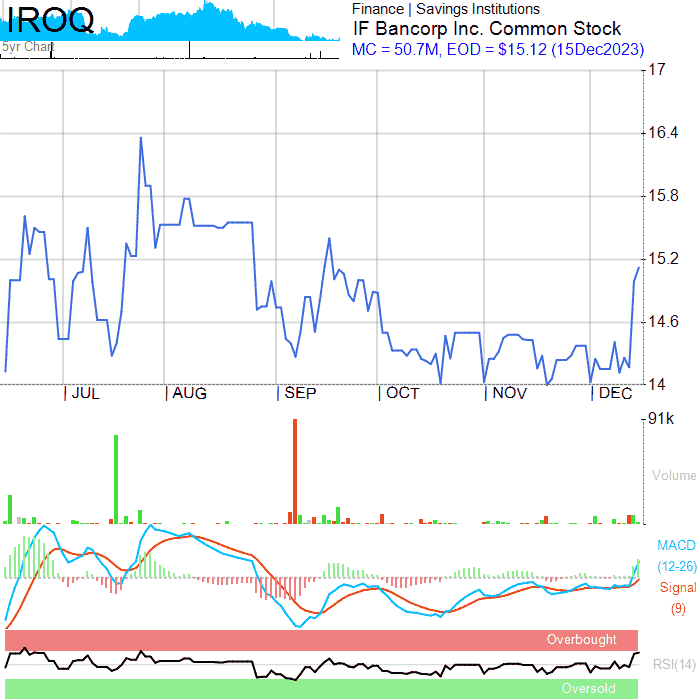 IROQ
5yr Chart
Finance | Savings Institutions
IF Bancorp Inc. Common Stock
MC = 50.7M, EOD = $15.12 (15Dec2023)
17
16.4
15.8
15.2
14.6
14
JUL AUG SEP OCT NOV DEC
91k
Volume
MACD
(12-26)
Signal
(9)
Overbought
RSI(14)
Oversold